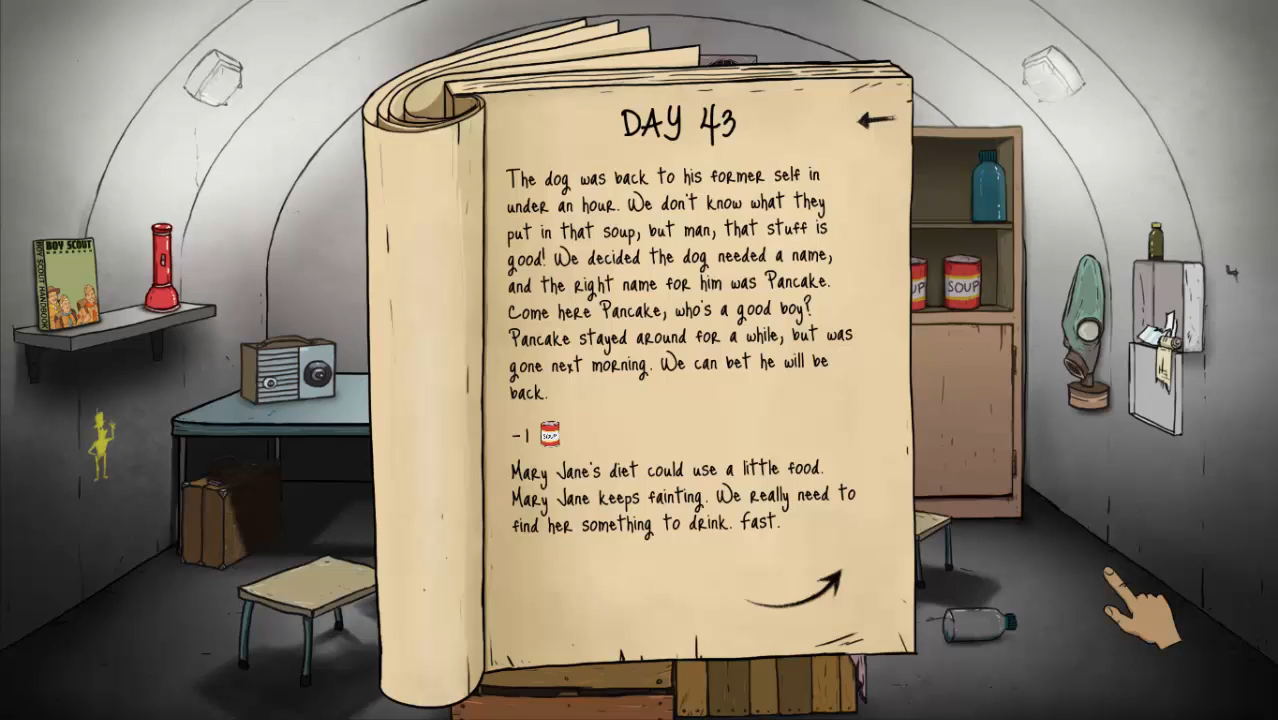 DAY 43
The dog was back to his former self in
under an hour. We don't know what they
put in that soup, but man, that stuff is
good! We decided the dog needed a name,
and the right name for him was Pancake.
Come here Pancake, who's a good boy?
Pancake stayed around for a while, but was
gone next morning. We can bet he will be
back.
-1 SOUP
Mary Jane's diet could use a little food.
Mary Jane keeps fainting. We really need to
find her something to drink. Fast.
BOY SCOUT
BOY SCOUT HANDBOOK
UP
SOUP